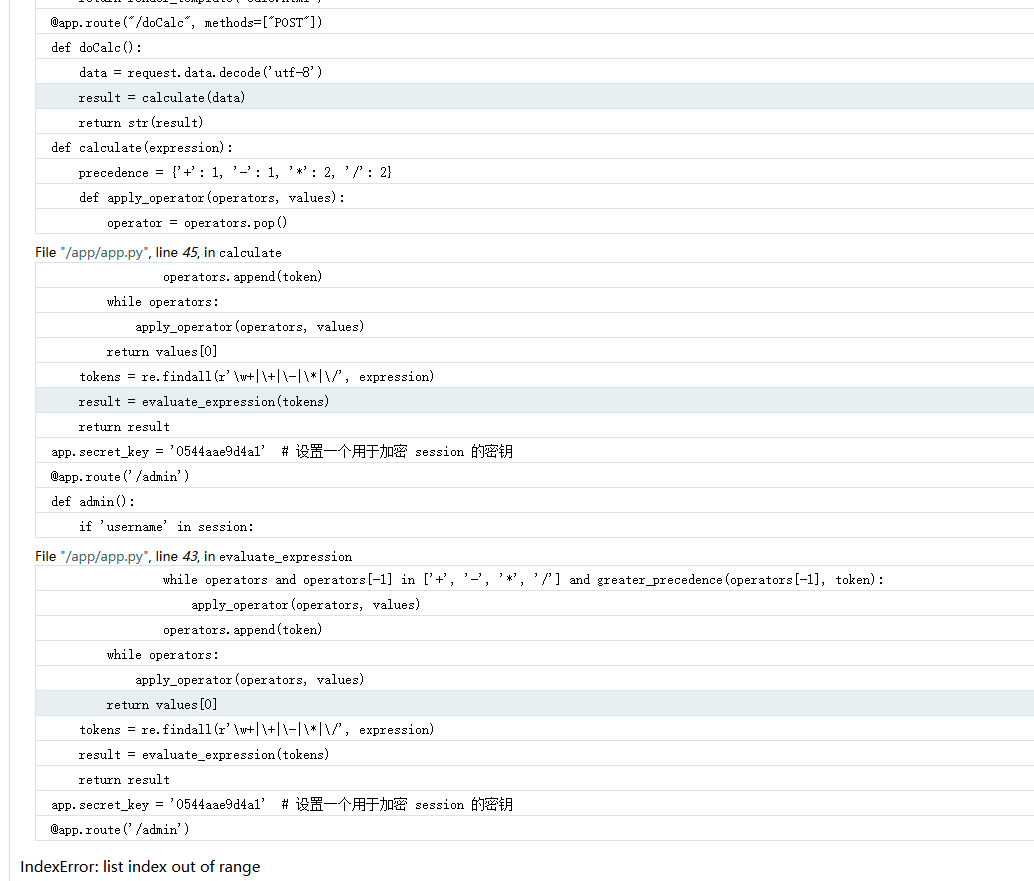 @app.route("/doCalc", methods=["POST"])
def doCalc():
    data = request.data.decode('utf-8')
    result = calculate(data)
    return str(result)
def calculate(expression):
    precedence = {'+': 1, '-': 1, '*': 2, '/': 2}
    def apply_operator(operators, values):
        operator = operators.pop()
File "/app/app.py", line 45, in calculate
                operators.append(token)
        while operators:
            apply_operator(operators, values)
        return values[0]
    tokens = re.findall(r'\w+|\+|\-|\*|\/', expression)
    result = evaluate_expression(tokens)
    return result
app.secret_key = '0544aae9d4a1'  # 设置一个用于加密 session 的密钥
@app.route('/admin')
def admin():
    if 'username' in session:
File "/app/app.py", line 43, in evaluate_expression
                while operators and operators[-1] in ['+', '-', '*', '/'] and greater_precedence(operators[-1], token):
                    apply_operator(operators, values)
                operators.append(token)
        while operators:
            apply_operator(operators, values)
        return values[0]
    tokens = re.findall(r'\w+|\+|\-|\*|\/', expression)
    result = evaluate_expression(tokens)
    return result
app.secret_key = '0544aae9d4a1'  # 设置一个用于加密 session 的密钥
@app.route('/admin')
IndexError: list index out of range